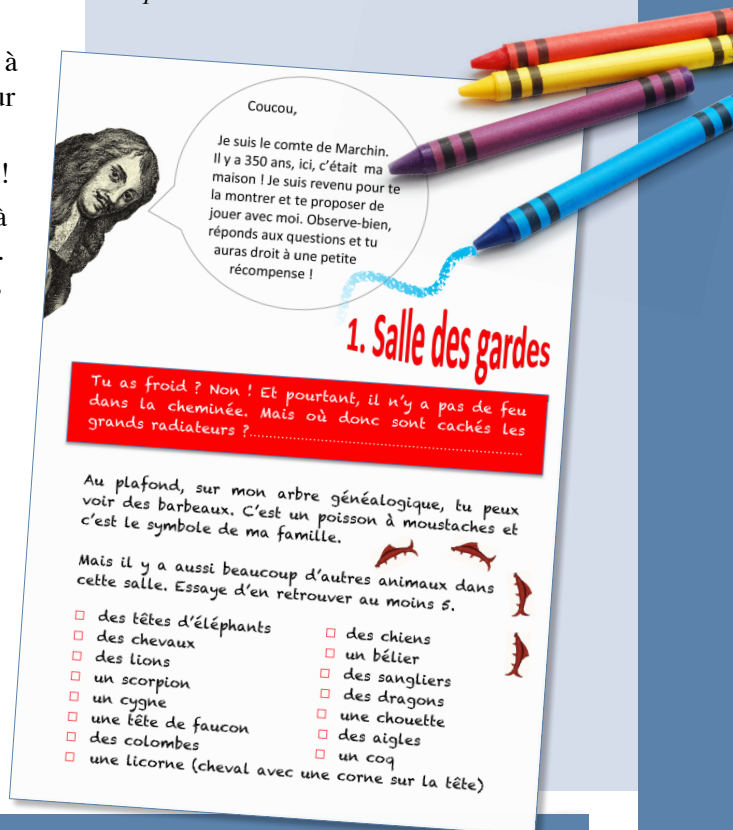 à
ur
!
à
.
Coucou,
Je suis le comte de Marchin.
Il y a 350 ans, ici, c'était ma
maison ! Je suis revenu pour te
la montrer et te proposer de
jouer avec moi. Observe-bien,
réponds aux questions et tu
auras droit à une petite
récompense !
1. Salle des gardes
Tu as froid ? Non ! Et pourtant, il n'y a pas de feu
dans la cheminée. Mais où donc sont cachés les
grands radiateurs ?..........................................................
Au plafond, sur mon arbre généalogique, tu peux
voir des barbeaux. C'est un poisson à moustaches et
c'est le symbole de ma famille.
Mais il y a aussi beaucoup d'autres animaux dans
cette salle. Essaye d'en retrouver au moins 5.
□ des têtes d'éléphants
□ des chevaux
□ des lions
□ un scorpion
□ un cygne
□ une tête de faucon
□ des colombes
□ une licorne (cheval avec une corne sur la tête)
□ des chiens
□ un bélier
□ des sangliers
□ des dragons
□ une chouette
□ des aigles
□ un coq